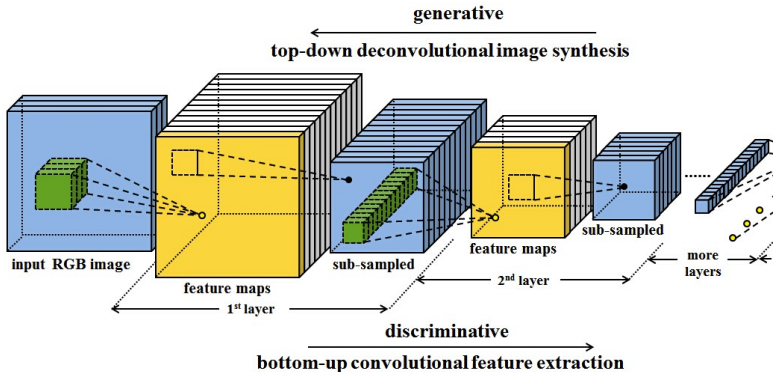 generative
top-down deconvolutional image synthesis
input RGB image
feature maps
sub-sampled
feature maps
sub-sampled
more
layers
1st layer
2nd layer
discriminative
bottom-up convolutional feature extraction